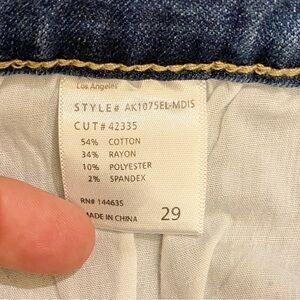 Los Angeles
STYLE# AK1075EL-MDIS
CUT# 42335
54% COTTON
34% RAYON
10% POLYESTER
2% SPANDEX
RN# 144635
MADE IN CHINA 29